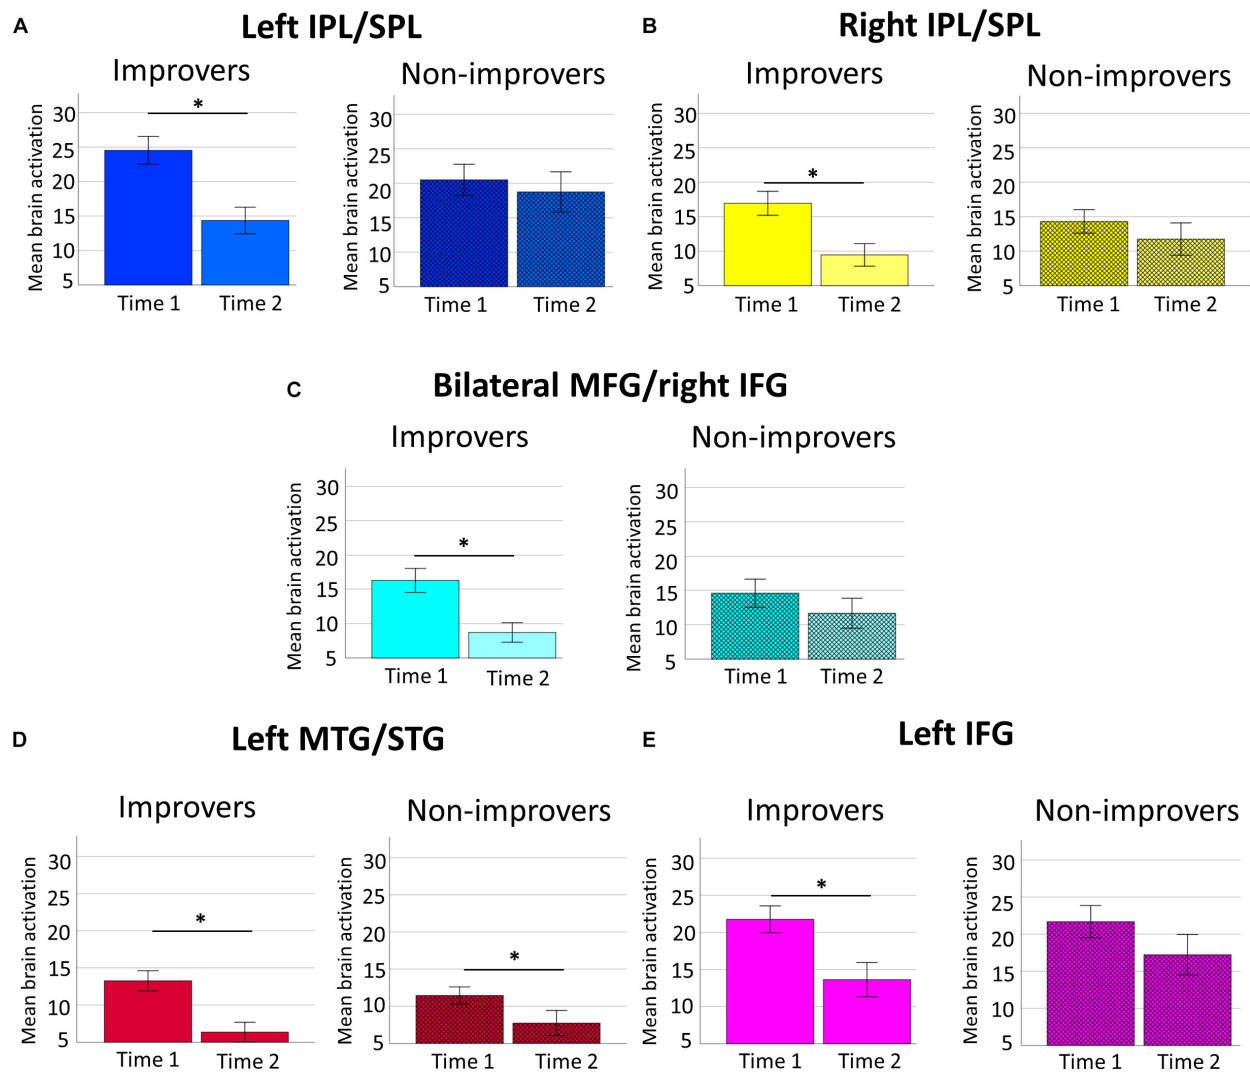 A
Left IPL/SPL
Improvers
Mean brain activation
30
25
20
15
10
5
*
Time 1 Time 2
Non-improvers
Mean brain activation
30
25
20
15
10
5
Time 1 Time 2
B
Right IPL/SPL
Improvers
Mean brain activation
30
25
20
15
10
5
*
Time 1 Time 2
Non-improvers
Mean brain activation
30
25
20
15
10
5
Time 1 Time 2
C
Bilateral MFG/right IFG
Improvers
Mean brain activation
30
25
20
15
10
5
*
Time 1 Time 2
Non-improvers
Mean brain activation
30
25
20
15
10
5
Time 1 Time 2
D
Left MTG/STG
Improvers
Mean brain activation
30
25
20
15
10
5
*
Time 1 Time 2
Non-improvers
Mean brain activation
30
25
20
15
10
5
*
Time 1 Time 2
E
Left IFG
Improvers
Mean brain activation
30
25
20
15
10
5
*
Time 1 Time 2
Non-improvers
Mean brain activation
30
25
20
15
10
5
Time 1 Time 2